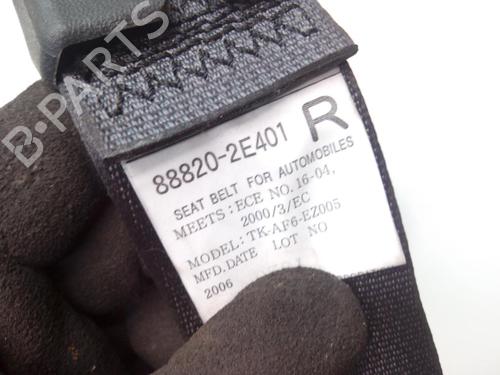 B-PARTS
88820-2E401 R
SEAT BELT FOR AUTOMOBILES
MEETS : ECE NO. 16-04,
2000/3/EC
MODEL: TK-AF6-EZ005
MFD. DATE LOT NO
2006